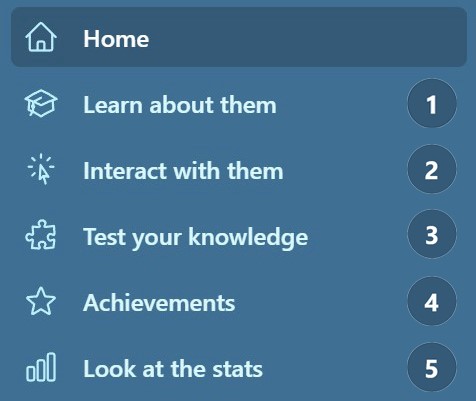 Home
Learn about them 1
Interact with them 2
Test your knowledge 3
Achievements 4
Look at the stats 5